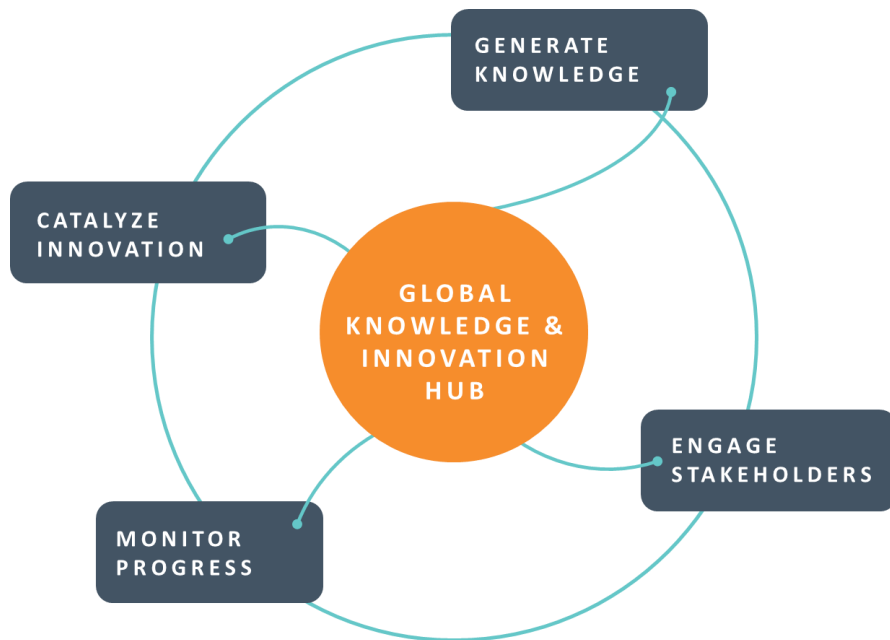 GENERATE
KNOWLEDGE
CATALYZE
INNOVATION
GLOBAL
KNOWLEDGE &
INNOVATION
HUB
ENGAGE
STAKEHOLDERS
MONITOR
PROGRESS